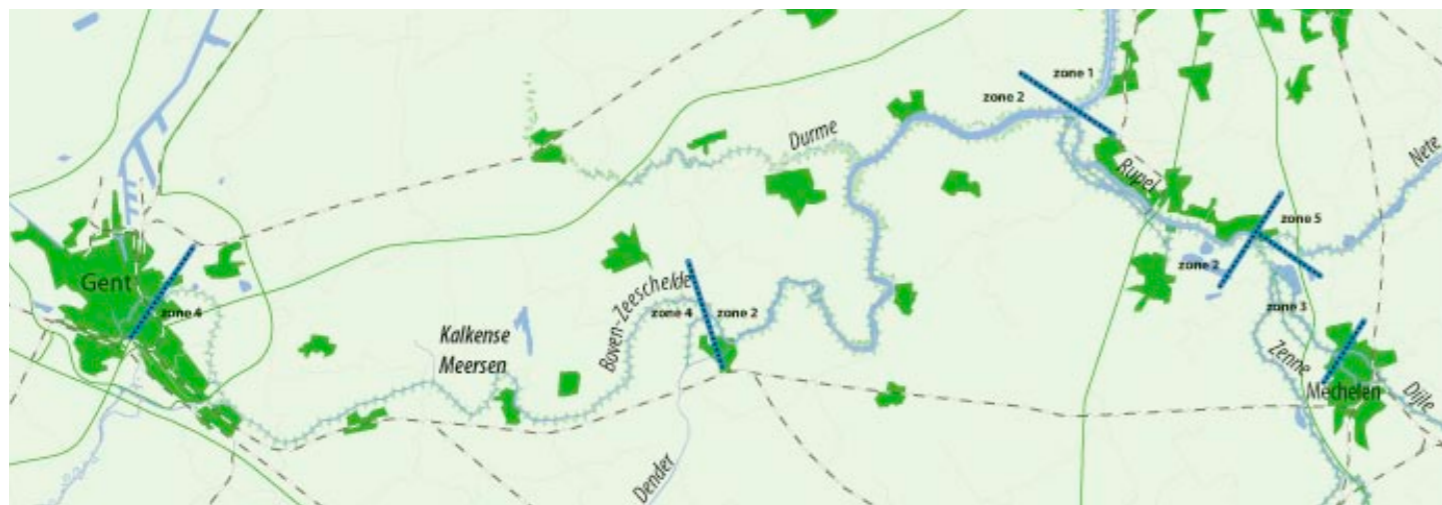 zone 1
zone 2
Durme
Rupel
Nete
zone 5
zone 2
Gent
zone 4
Boven-Zeeschelde
zone 4
zone 2
zone 3
Kalkense
Meersen
Zenne
Mechelen
Dijle
Dender